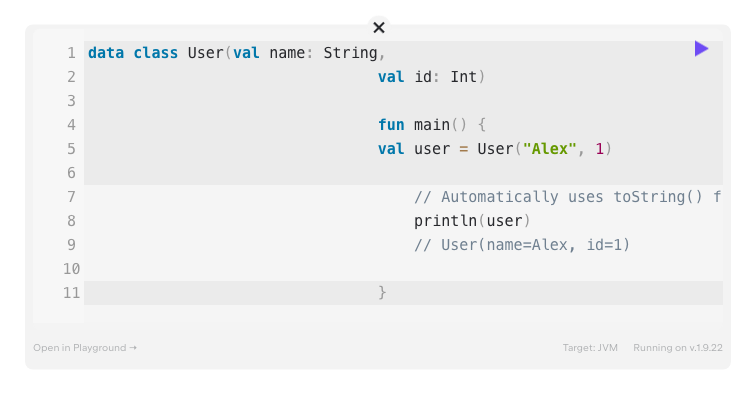 1 data class User(val name: String,
2 val id: Int)
3
4 fun main() {
5 val user = User("Alex", 1)
6
7 // Automatically uses toString() f
8 println(user)
9 // User(name=Alex, id=1)
10
11 }
Open in Playground → Target: JVM Running on v.1.9.22